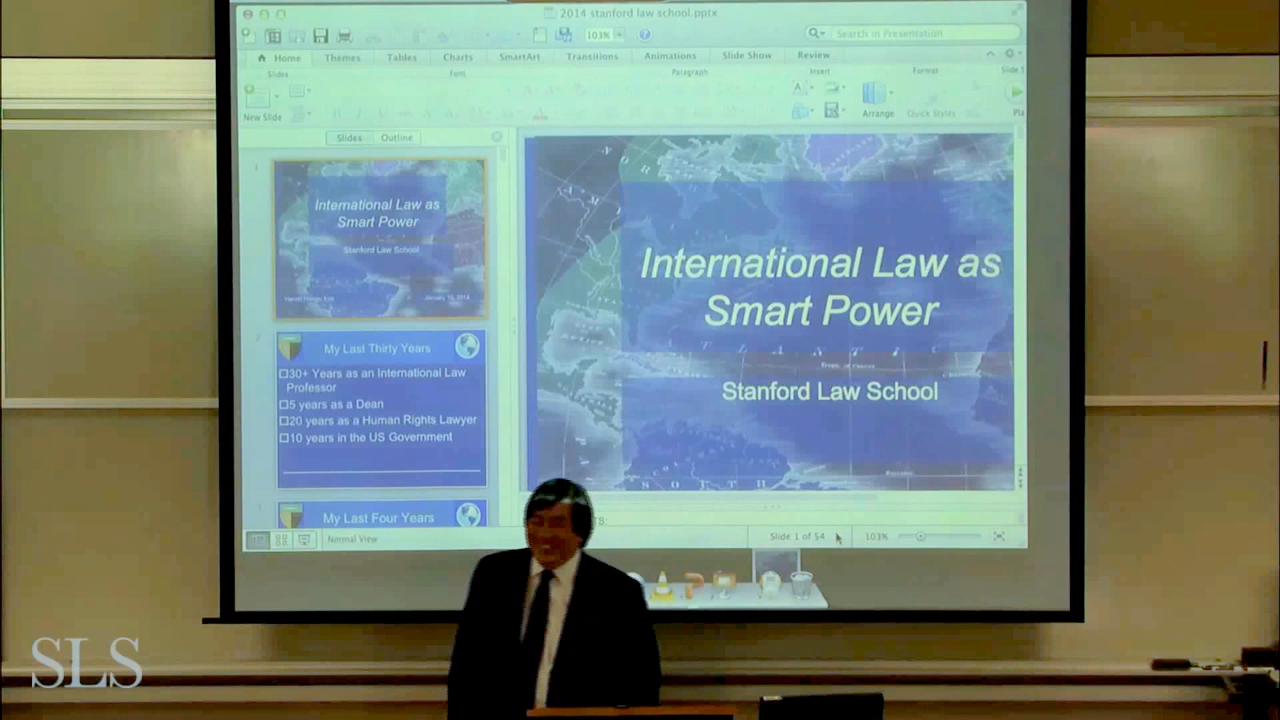 2014 stanford law school.pptx
103%
Search in Presentation
Home Themes Tables Charts SmartArt Transitions Animations Slide Show Review
Slides Font Paragraph Insert Format
New Slide Arrange Quick Styles
Slides Outline
International Law as
Smart Power
Stanford Law School
January 2014
My Last Thirty Years
30+ Years as an International Law
Professor
5 years as a Dean
20 years as a Human Rights Lawyer
10 years in the US Government
My Last Four Years
International Law as
Smart Power
Stanford Law School
SOUTH
Normal View
Slide 1 of 54
103%
SLS